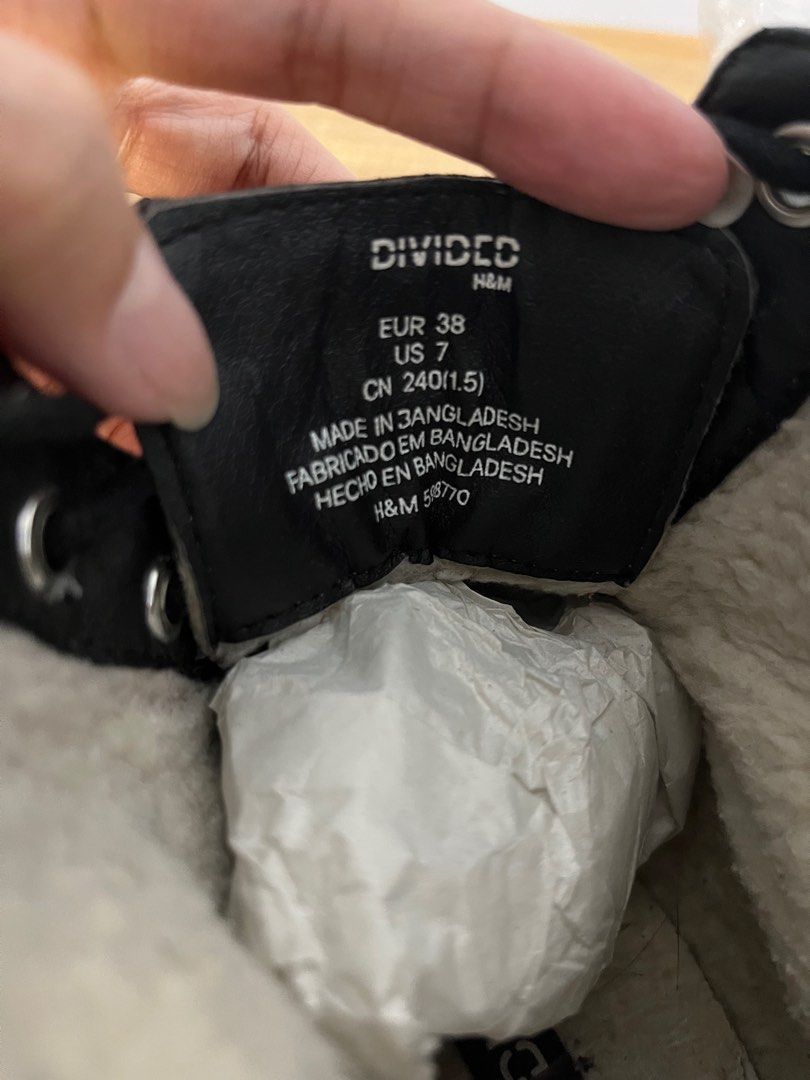 DIVIDED
H&M
EUR 38
US 7
CN 240(1.5)
MADE IN BANGLADESH
FABRICADO EM BANGLADESH
HECHO EN BANGLADESH
H&M